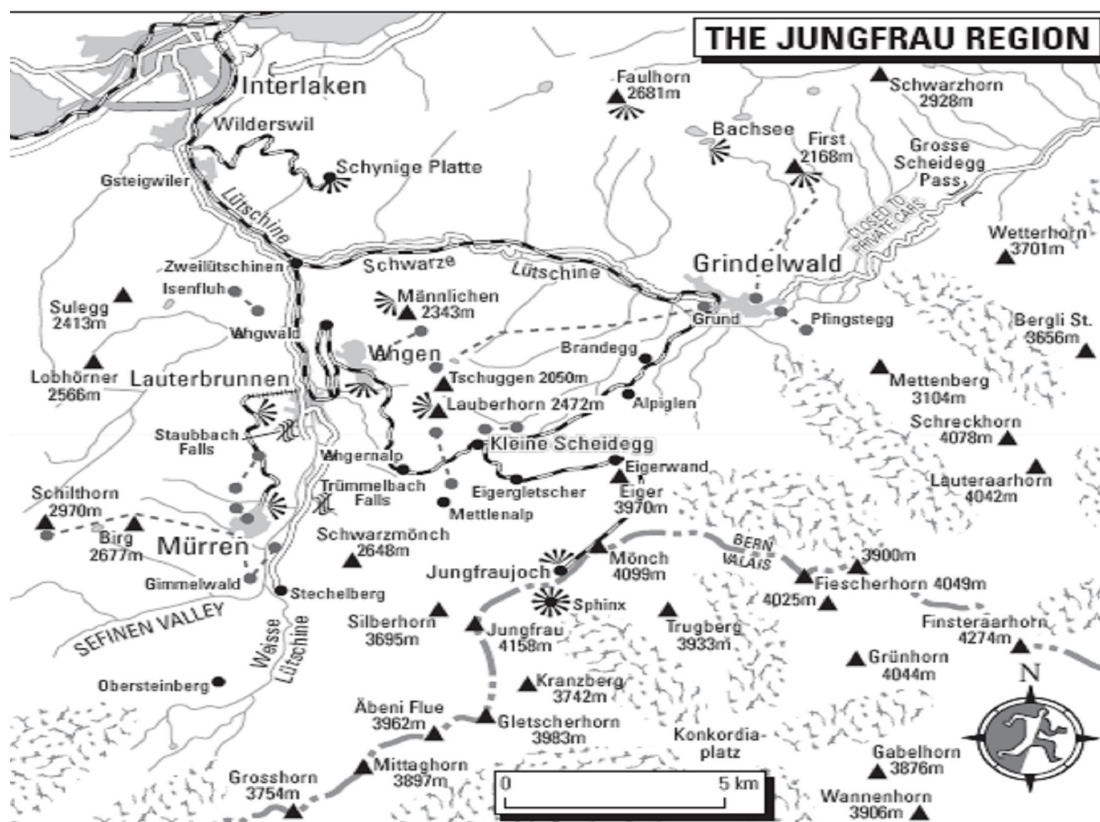 THE JUNGFRAU REGION
Interlaken
Faulhorn
2681m
Schwarzhorn
2928m
Wilderswil
Bachsee
First
2168m
Grosse
Scheidegg
Pass
Schynige Platte
Gsteigwiler
Lütschine
CLOSED TO
PRIVATE CARS
Wetterhorn
3701m
Zweilütschinen
Schwarze
Lütschine
Grindelwald
Isenfluh
Sulegg
2413m
Männlichen
2343m
Grund
Pfingstegg
Bergli St.
3656m
Wngwald
Wngen
Brandegg
Lobhörner
2566m
Lauterbrunnen
Tschuggen 2050m
Mettenberg
3104m
Lauberhorn 2472m
Alpiglen
Schreckhorn
4078m
Staubbach
Falls
Kleine Scheidegg
Wngernalp
Eigerwand
Lauteraarhorn
4042m
Trümmelbach
Falls
Eigergletscher
Eiger
3970m
Schilthorn
2970m
Mettlenalp
Birg
2677m
Mürren
Schwarzmönch
2648m
BERN
VALAIS
Mönch
4099m
3900m
Gimmelwald
Jungfraujoch
Fiescherhorn 4049m
4025m
Stechelberg
Sphinx
SEFINEN VALLEY
Silberhorn
3695m
Jungfrau
4158m
Trugberg
3933m
Finsteraarhorn
4274m
Weisse
Lütschine
Grünhorn
4044m
N
Obersteinberg
Kranzberg
3742m
Äbeni Flue
3962m
Gletscherhorn
3983m
Konkordia-
platz
Mittaghorn
3897m
Gabelhorn
3876m
Grosshorn
3754m
0 5 km
Wannenhorn
3906m